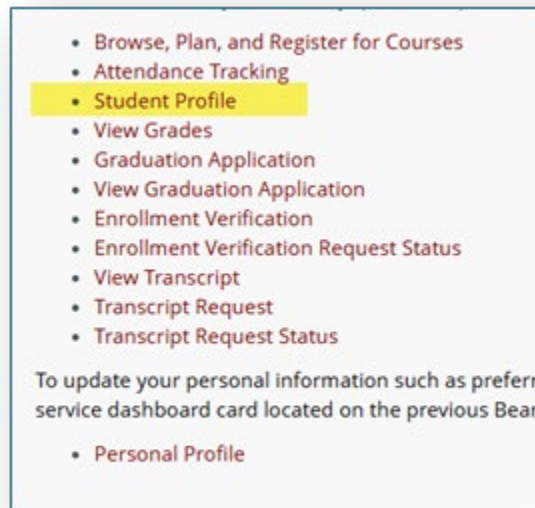 • Browse, Plan, and Register for Courses
• Attendance Tracking
• Student Profile
• View Grades
• Graduation Application
• View Graduation Application
• Enrollment Verification
• Enrollment Verification Request Status
• View Transcript
• Transcript Request
• Transcript Request Status
To update your personal information such as preferr
service dashboard card located on the previous Bear
• Personal Profile